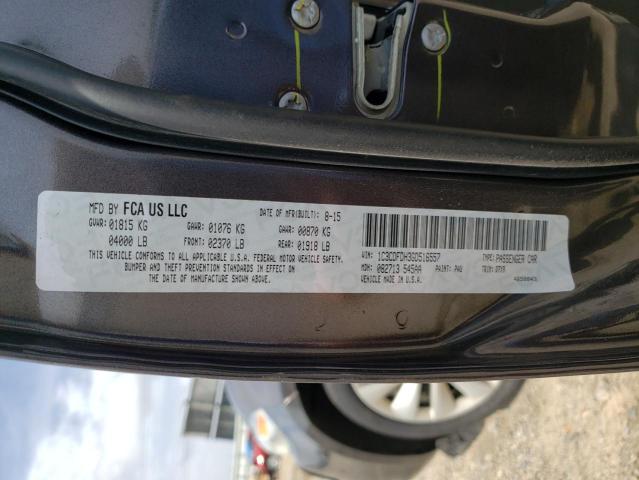 MFD BY FCA US LLC DATE OF MFR(BUILT): 8-15
GVWR: 01815 KG GAWR: 01076 KG GAWR: 00870 KG
04000 LB FRONT: 02370 LB REAR: 01918 LB
THIS VEHICLE CONFORMS TO ALL APPLICABLE U.S.A. FEDERAL MOTOR VEHICLE SAFETY,
BUMPER AND THEFT PREVENTION STANDARDS IN EFFECT ON
THE DATE OF MANUFACTURE SHOWN ABOVE.
VIN: 1C3CDFDH3GD516557 TYPE: PASSENGER CAR
MDH: 082713 545AA PAINT: PAU TRIM:
VEHICLE MADE IN U.S.A.